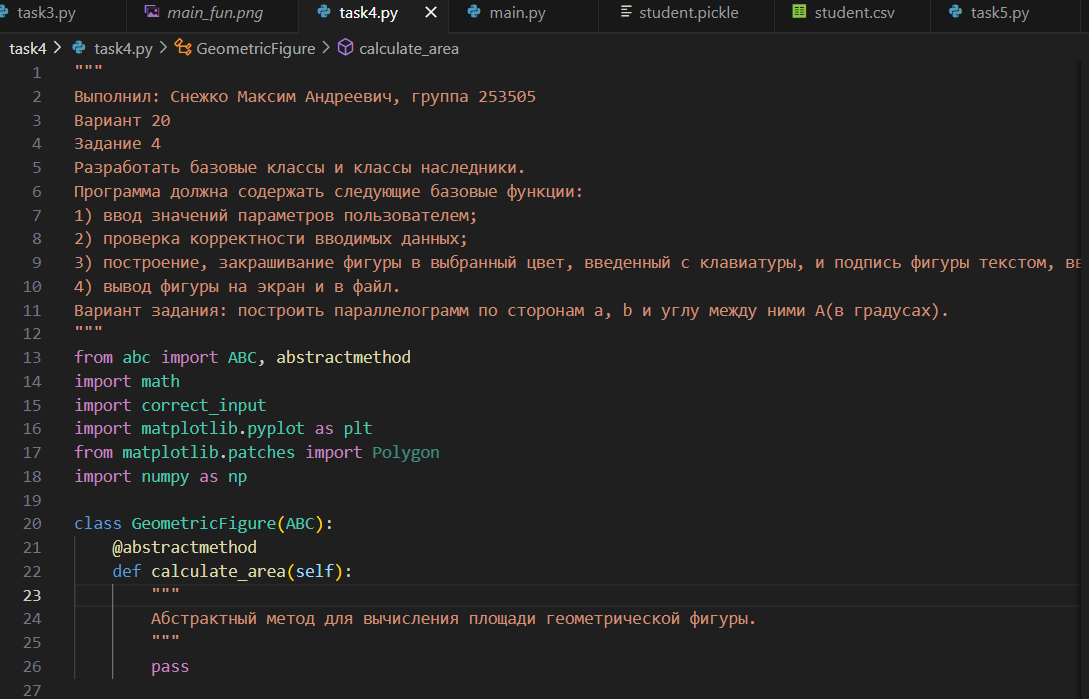 task3.py main_fun.png task4.py main.py student.pickle student.csv task5.py
task4 > task4.py > GeometricFigure > calculate_area
1 """
2 Выполнил: Снежко Максим Андреевич, группа 253505
3 Вариант 20
4 Задание 4
5 Разработать базовые классы и классы наследники.
6 Программа должна содержать следующие базовые функции:
7 1) ввод значений параметров пользователем;
8 2) проверка корректности вводимых данных;
9 3) построение, закрашивание фигуры в выбранный цвет, введенный с клавиатуры, и подпись фигуры текстом,
10 4) вывод фигуры на экран и в файл.
11 Вариант задания: построить параллелограмм по сторонам a, b и углу между ними A(в градусах).
12 """
13 from abc import ABC, abstractmethod
14 import math
15 import correct_input
16 import matplotlib.pyplot as plt
17 from matplotlib.patches import Polygon
18 import numpy as np
19
20 class GeometricFigure(ABC):
21 @abstractmethod
22 def calculate_area(self):
23 """
24 Абстрактный метод для вычисления площади геометрической фигуры.
25 """
26 pass
27